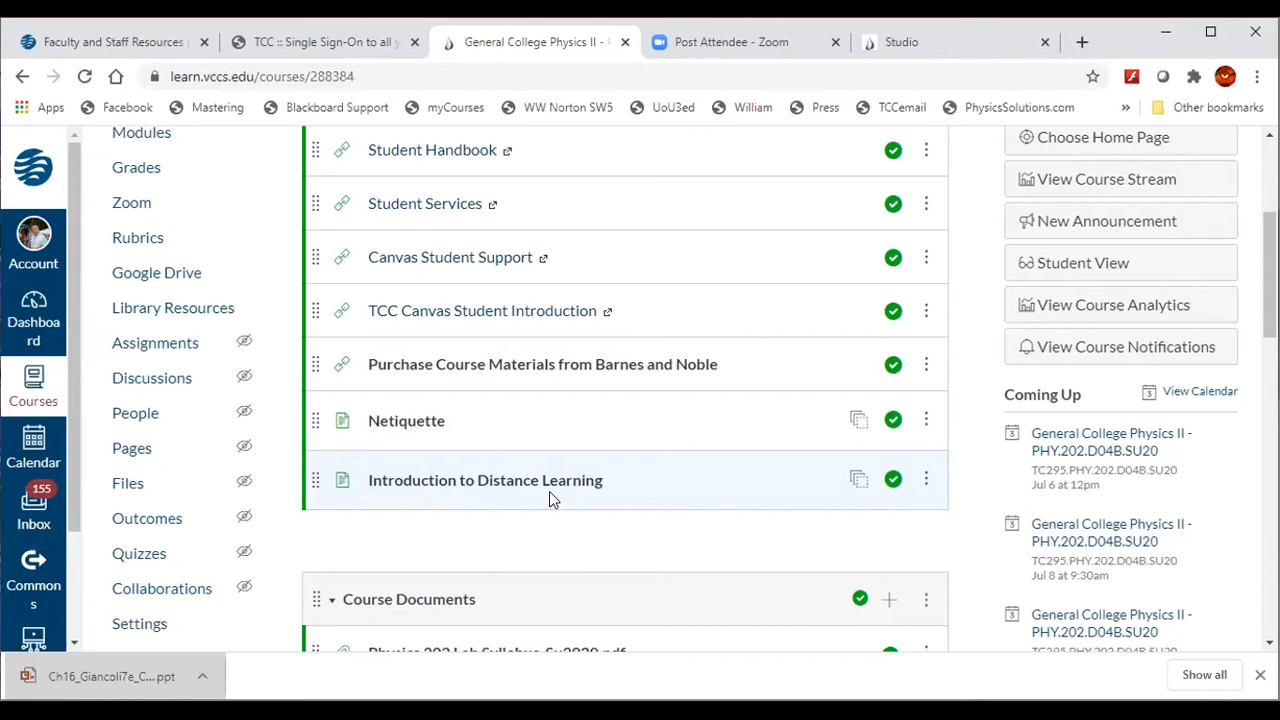 Faculty and Staff Resources
TCC :: Single Sign-On to all y
General College Physics II -
Post Attendee - Zoom
Studio
learn.vccs.edu/courses/288384
Apps
Facebook
Mastering
Blackboard Support
myCourses
WW Norton SW5
UoU3ed
William
Press
TCCemail
PhysicsSolutions.com
»
Other bookmarks
Account
Dashboa
rd
Courses
Calendar
155
Inbox
Common
s
Modules
Grades
Zoom
Rubrics
Google Drive
Library Resources
Assignments
Discussions
People
Pages
Files
Outcomes
Quizzes
Collaborations
Settings
Student Handbook
Student Services
Canvas Student Support
TCC Canvas Student Introduction
Purchase Course Materials from Barnes and Noble
Netiquette
Introduction to Distance Learning
Course Documents
Physics 202 Lab Syllabus-Su2020.pdf
Choose Home Page
View Course Stream
New Announcement
Student View
View Course Analytics
View Course Notifications
Coming Up
View Calendar
General College Physics II -
PHY.202.D04B.SU20
TC295.PHY.202.D04B.SU20
Jul 6 at 12pm
General College Physics II -
PHY.202.D04B.SU20
TC295.PHY.202.D04B.SU20
Jul 8 at 9:30am
General College Physics II -
PHY.202.D04B.SU20
TC295.PHY.202.D04B.SU20
Ch16_Giancoli7e_C....ppt
Show all